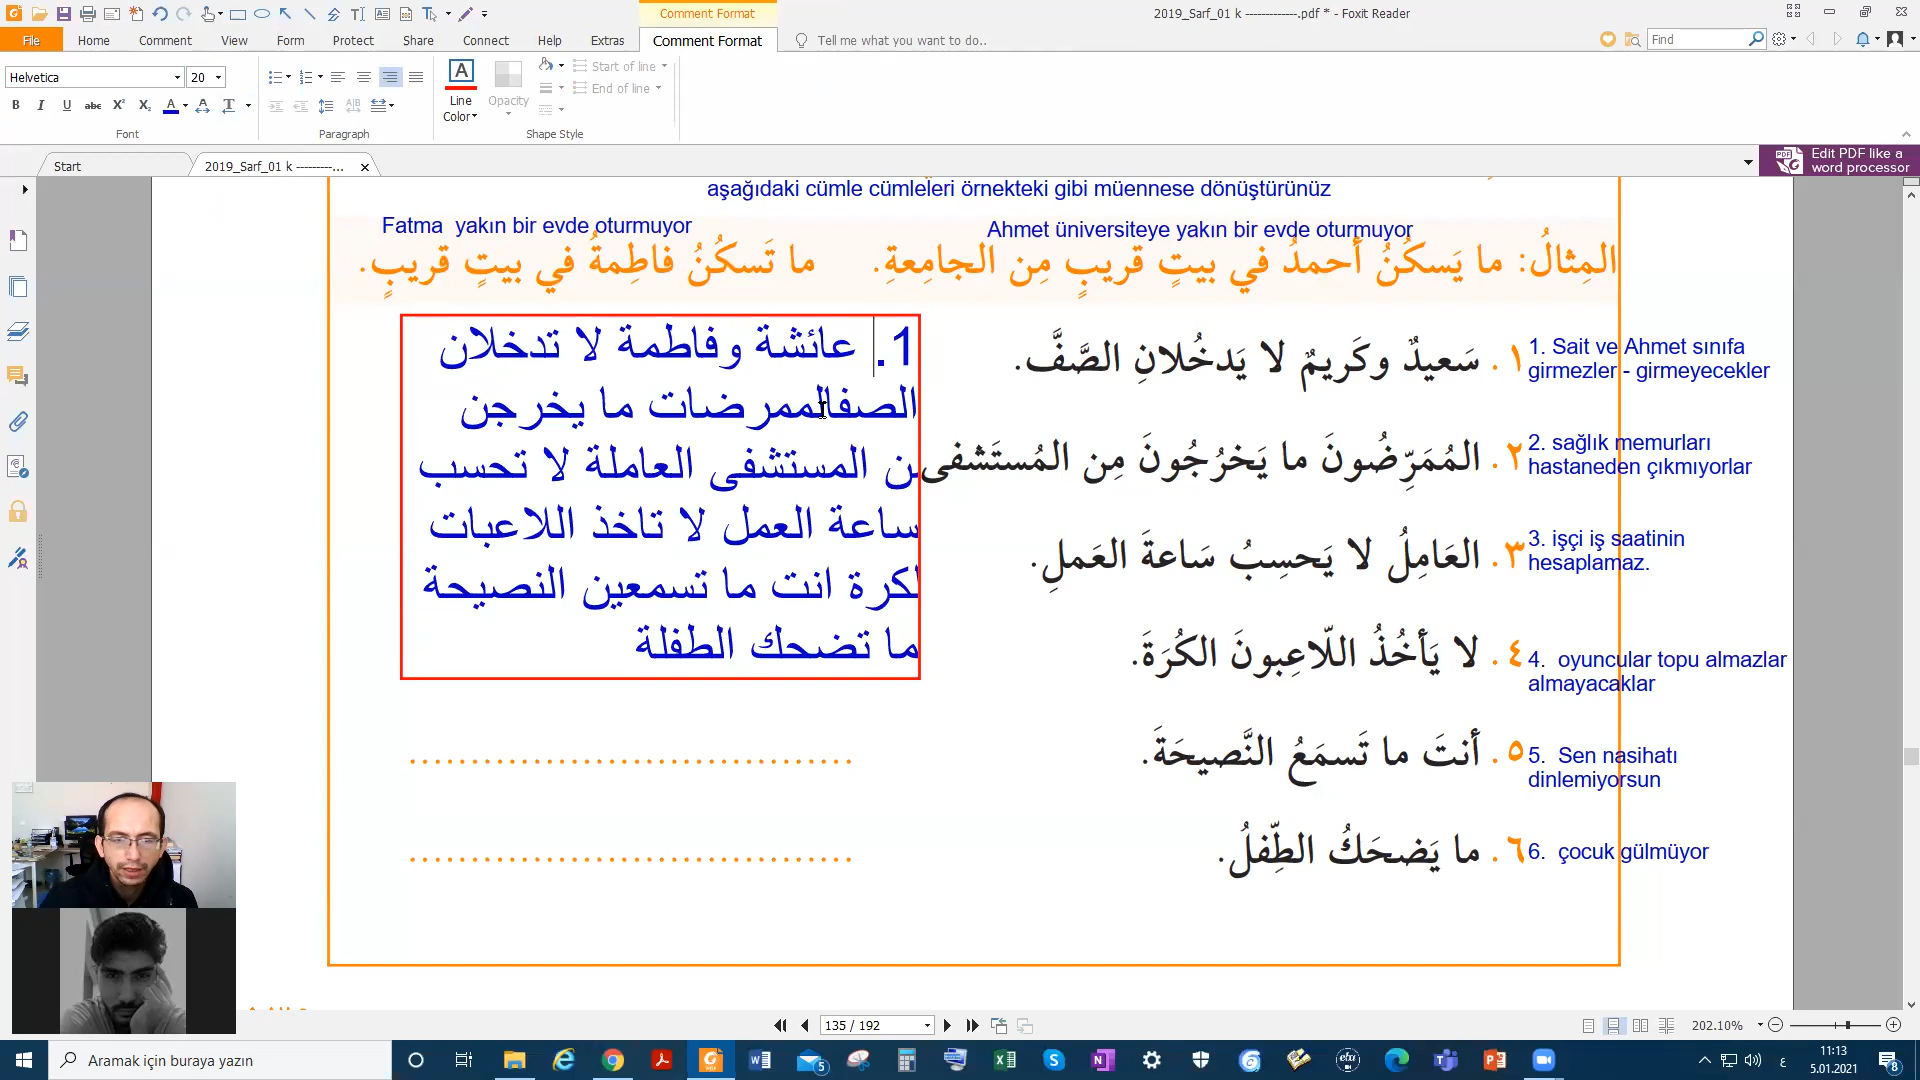 Comment Format
2019_Sarf_01 k -------------.pdf * - Foxit Reader
File
Home
Comment
View
Form
Protect
Share
Connect
Help
Extras
Comment Format
Tell me what you want to do..
Find
Helvetica
20
Line Color
Opacity
Start of line
End of line
Font
Paragraph
Shape Style
Start
2019_Sarf_01 k ---------...
Edit PDF like a
word processor
aşağıdaki cümle cümleleri örnekteki gibi müennese dönüştürünüz
Fatma yakın bir evde oturmuyor
Ahmet üniversiteye yakın bir evde oturmuyor
المِثالُ: ما يَسكُنُ أحمدُ في بيتٍ قريبٍ مِن الجامِعةِ. ما تَسكُنُ فاطِمةُ في بيتٍ قريبٍ.
1. عائشة وفاطمة لا تدخلان
الصفالممرضات ما يخرجن
ن المستشفى العاملة لا تحسب
ساعة العمل لا تاخذ اللاعبات
لكرة انت ما تسمعين النصيحة
ما تضحك الطفلة
١. سَعيدٌ وكَريمٌ لا يَدخُلانِ الصَّفَّ.
٢. المُمَرِّضُونَ ما يَخرُجُونَ مِن المُستَشفى
٣. العَامِلُ لا يَحسِبُ سَاعةَ العَملِ.
٤. لا يَأخُذُ اللّاعِبونَ الكُرَةَ.
٥. أنتَ ما تَسمَعُ النَّصيحَةَ.
٦. ما يَضحَكُ الطِّفلُ.
1. Sait ve Ahmet sınıfa
girmezler - girmeyecekler
2. sağlık memurları
hastaneden çıkmıyorlar
3. işçi iş saatinin
hesaplamaz.
4. oyuncular topu almazlar
almayacaklar
5. Sen nasihatı
dinlemiyorsun
6. çocuk gülmüyor
135 / 192
202.10%
Aramak için buraya yazın
11:13
5.01.2021